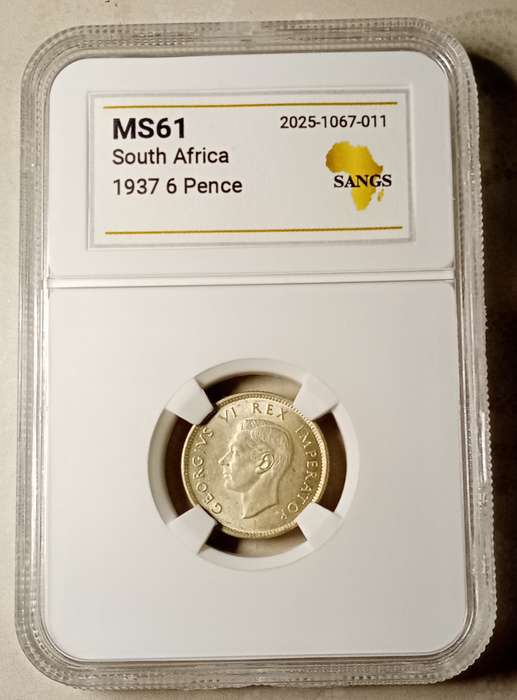 MS61
2025-1067-011
South Africa
1937 6 Pence
SANGS
GEORGIVS VI REX IMPERATOR